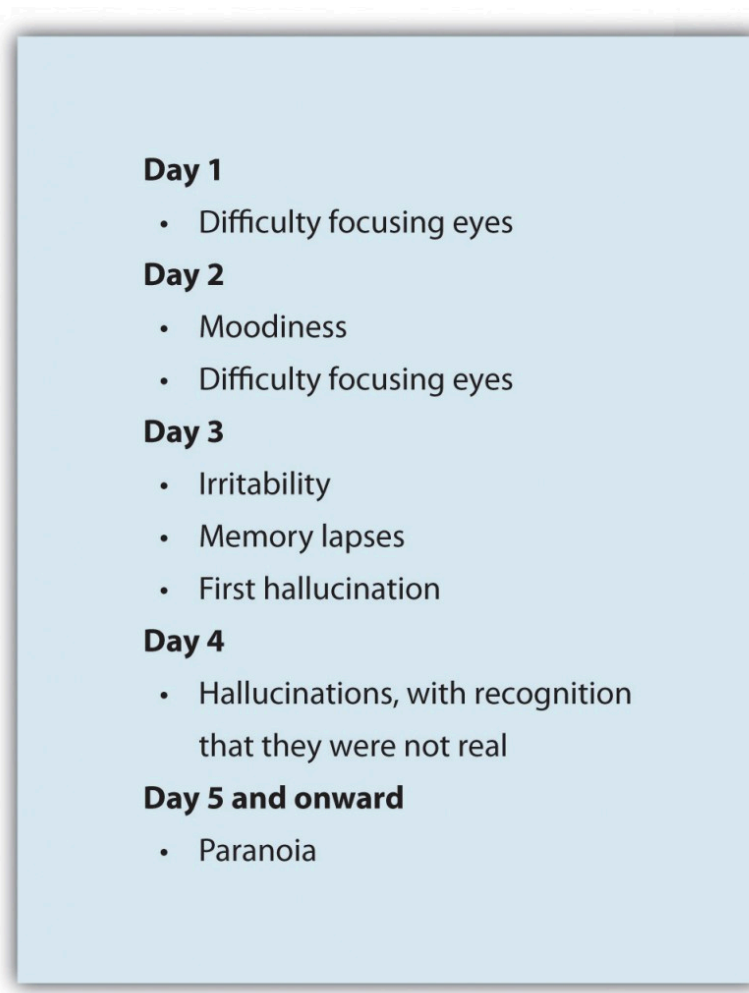 Day 1
• Difficulty focusing eyes
Day 2
• Moodiness
• Difficulty focusing eyes
Day 3
• Irritability
• Memory lapses
• First hallucination
Day 4
• Hallucinations, with recognition
that they were not real
Day 5 and onward
• Paranoia